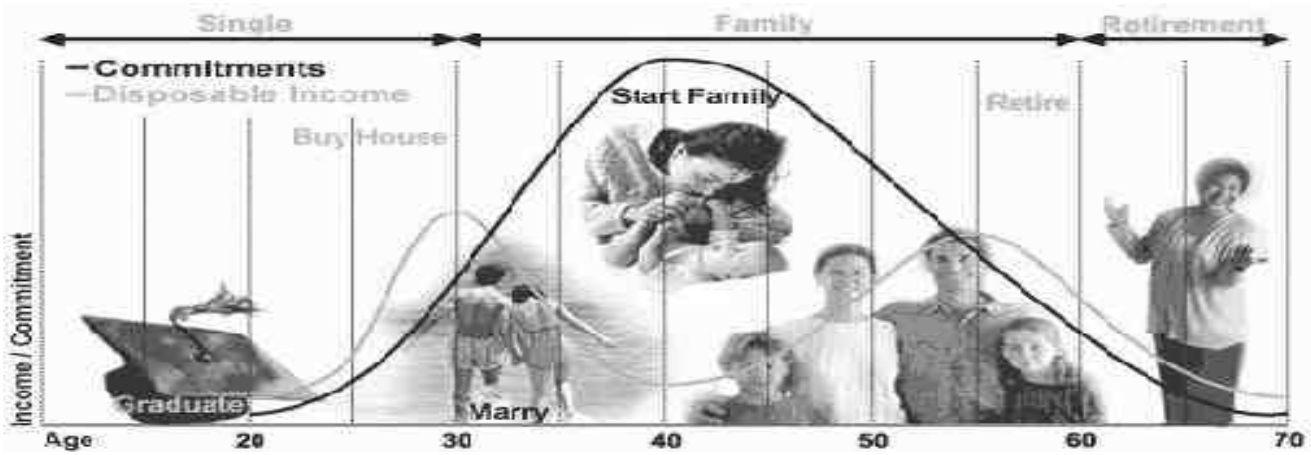 Single Family Retirement
Commitments
Disposable Income
Start Family
Retire
Buy House
Income / Commitment
Graduate
Marry
Age 20 30 40 50 60 70